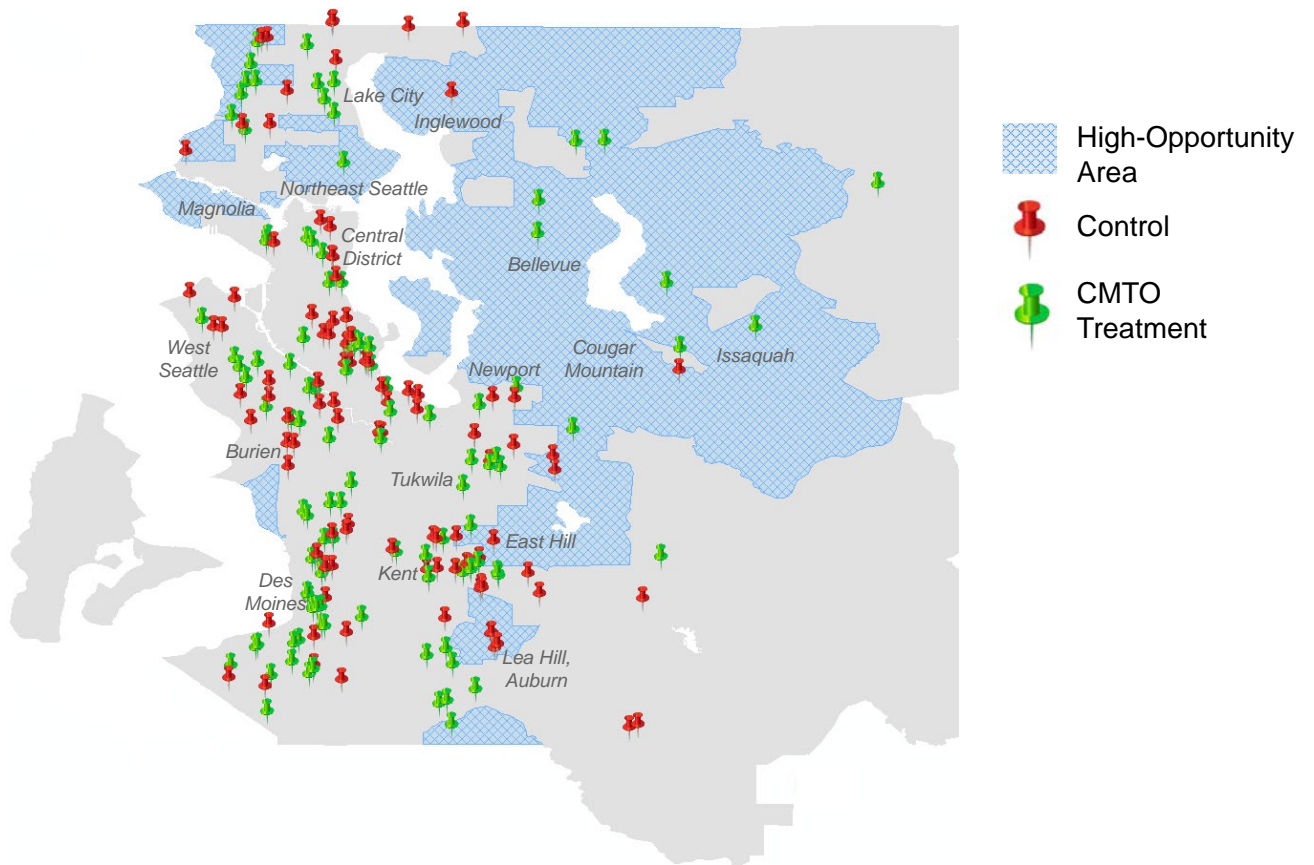 Lake City
Inglewood
Northeast Seattle
Magnolia
Central
District
Bellevue
West
Seattle
Cougar
Mountain
Issaquah
Newport
Burien
Tukwila
East Hill
Kent
Des
Moines
Lea Hill,
Auburn
High-Opportunity
Area
Control
CMTO
Treatment